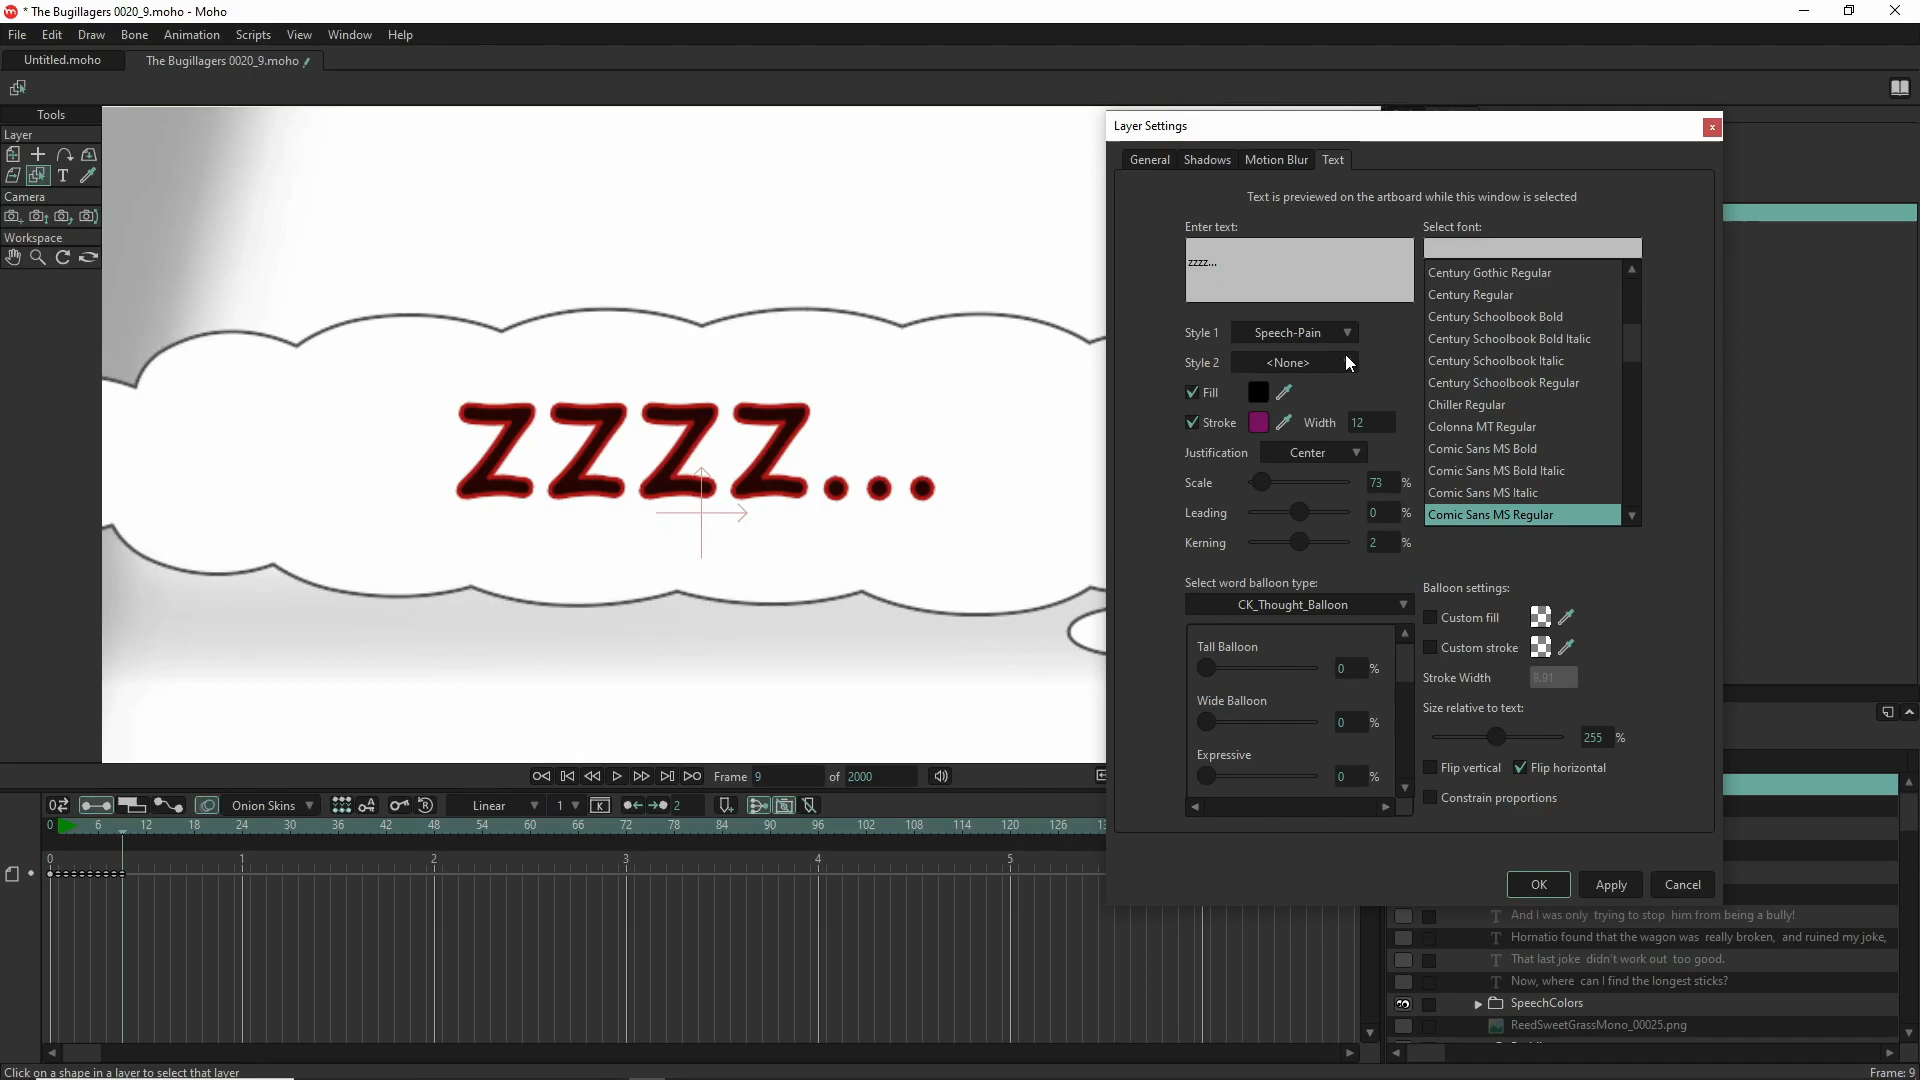 * The Bugillagers 0020_9.moho - Moho
File Edit Draw Bone Animation Scripts View Window Help
Untitled.moho The Bugillagers 0020_9.moho
Tools
Layer
T
Camera
Workspace
zzzz...
Layer Settings
x
General Shadows Motion Blur Text
Text is previewed on the artboard while this window is selected
Enter text: Select font:
zzzz...
Century Gothic Regular
Century Regular
Century Schoolbook Bold
Century Schoolbook Bold Italic
Century Schoolbook Italic
Century Schoolbook Regular
Chiller Regular
Colonna MT Regular
Comic Sans MS Bold
Comic Sans MS Bold Italic
Comic Sans MS Italic
Comic Sans MS Regular
Style 1 Speech-Pain
Style 2 <None>
Fill
Stroke Width 12
Justification Center
Scale 73 %
Leading 0 %
Kerning 2 %
Select word balloon type:
CK_Thought_Balloon
Tall Balloon
0 %
Wide Balloon
0 %
Expressive
0 %
Balloon settings:
Custom fill
Custom stroke
Stroke Width 8.91
Size relative to text:
255 %
Flip vertical Flip horizontal
Constrain proportions
OK Apply Cancel
Frame 9 of 2000
Onion Skins Linear 1 K 2
0 6 12 18 24 30 36 42 48 54 60 66 72 78 84 90 96 102 108 114 120 126
0 1 2 3 4 5
T And I was only trying to stop him from being a bully!
T Hornatio found that the wagon was really broken, and ruined my joke,
T That last joke didn't work out too good.
T Now, where can I find the longest sticks?
SpeechColors
ReedSweetGrassMono_00025.png
Click on a shape in a layer to select that layer
Frame: 9